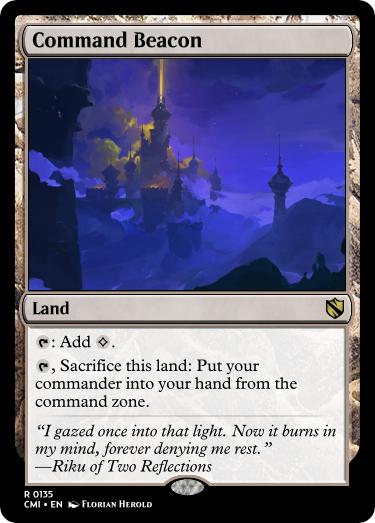 Command Beacon
Land
: Add .
, Sacrifice this land: Put your
commander into your hand from the
command zone.
“I gazed once into that light. Now it burns in
my mind, forever denying me rest.”
—Riku of Two Reflections
R 0135
CMI • EN Florian Herold